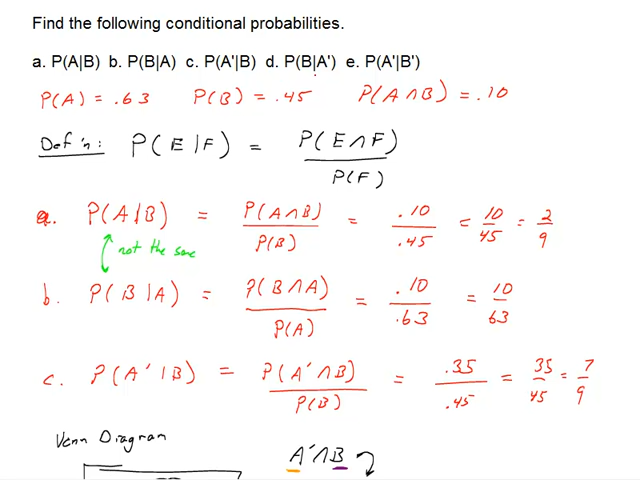 Find the following conditional probabilities.
a. P(A|B) b. P(B|A) c. P(A'|B) d. P(B|A') e. P(A'|B')
P(A) = .63 P(B) = .45 P(A∩B) = .10
Def'n: P(E|F) = P(E∩F) / P(F)
a. P(A|B) = P(A∩B) / P(B) = .10 / .45 = 10/45 = 2/9
not the same
b. P(B|A) = P(B∩A) / P(A) = .10 / .63 = 10/63
c. P(A'|B) = P(A'∩B) / P(B) = .35 / .45 = 35/45 = 7/9
Venn Diagram
A'∩B